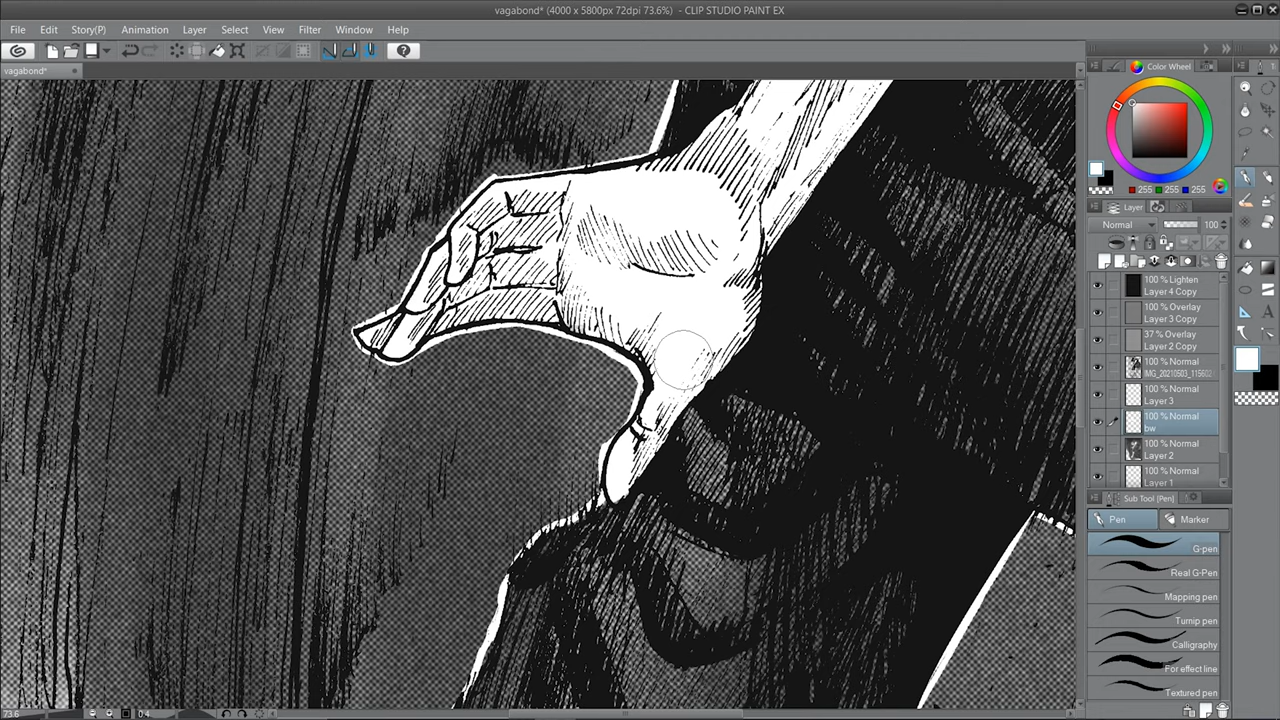 vagabond* (4000 x 5800px 72dpi 73.6%) - CLIP STUDIO PAINT EX
File Edit Story(P) Animation Layer Select View Filter Window Help
vagabond*
Color Wheel
255 255 255
Layer
Normal 100
100 % Lighten
Layer 4 Copy
100 % Overlay
Layer 3 Copy
37 % Overlay
Layer 2 Copy
100 % Normal
IMG_20210503_115602
100 % Normal
Layer 3
100 % Normal
bw
100 % Normal
Layer 2
100 % Normal
Layer 1
Sub Tool [Pen]
Pen Marker
G-pen
Real G-Pen
Mapping pen
Turnip pen
Calligraphy
For effect line
Textured pen
73.6